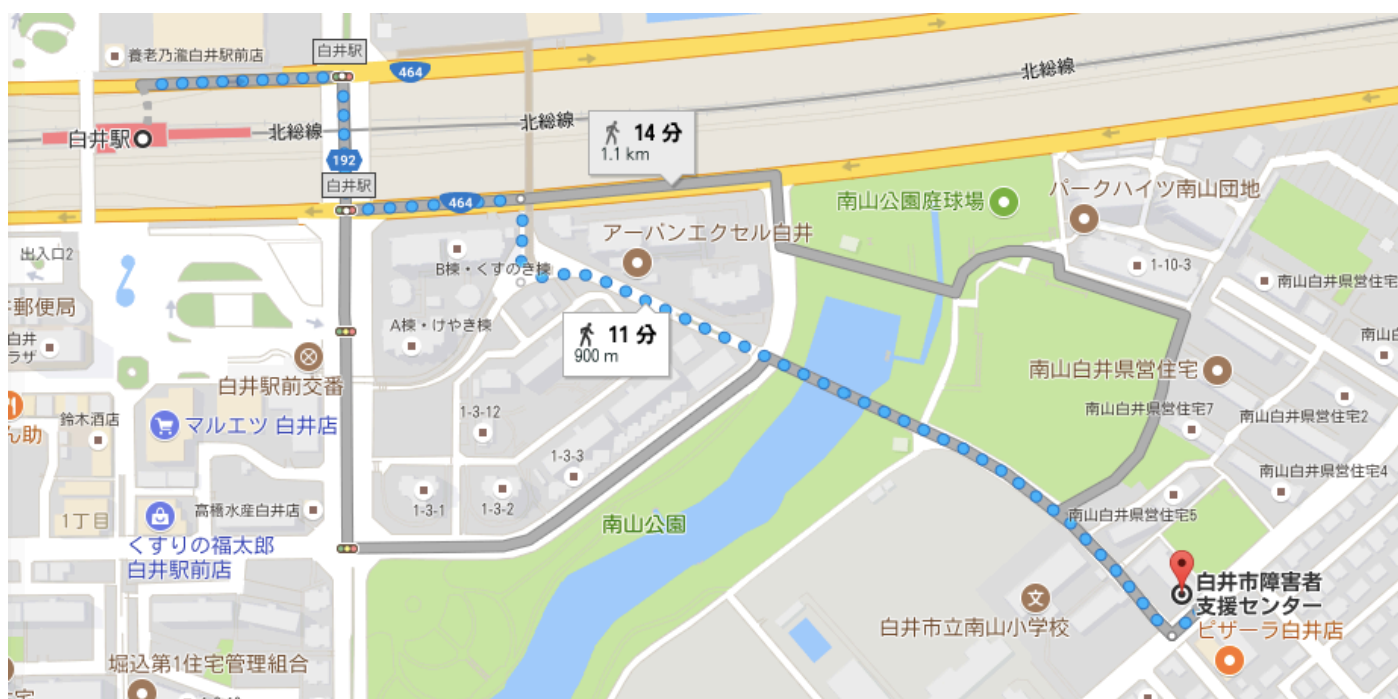 養老乃瀧白井駅前店
白井駅
464
北総線
北総線
北総線
白井駅
14 分
1.1 km
192
白井駅
464
南山公園庭球場
パークハイツ南山団地
アーバンエクセル白井
出入口2
B棟・くすのき棟
1-10-3
南山白井県営住宅
郵便局
A棟・けやき棟
11 分
900 m
白井
ラザ
白井駅前交番
南山白井県営住宅
鈴木酒店
マルエツ 白井店
1-3-12
南山白井県営住宅7
南山白井県営住宅2
ん助
1-3-3
南山白井県営住宅4
1丁目
高橋水産白井店
1-3-1
1-3-2
南山公園
南山白井県営住宅5
くすりの福太郎
白井駅前店
白井市障害者
支援センター
文
白井市立南山小学校
ピザーラ白井店
堀込第1住宅管理組合